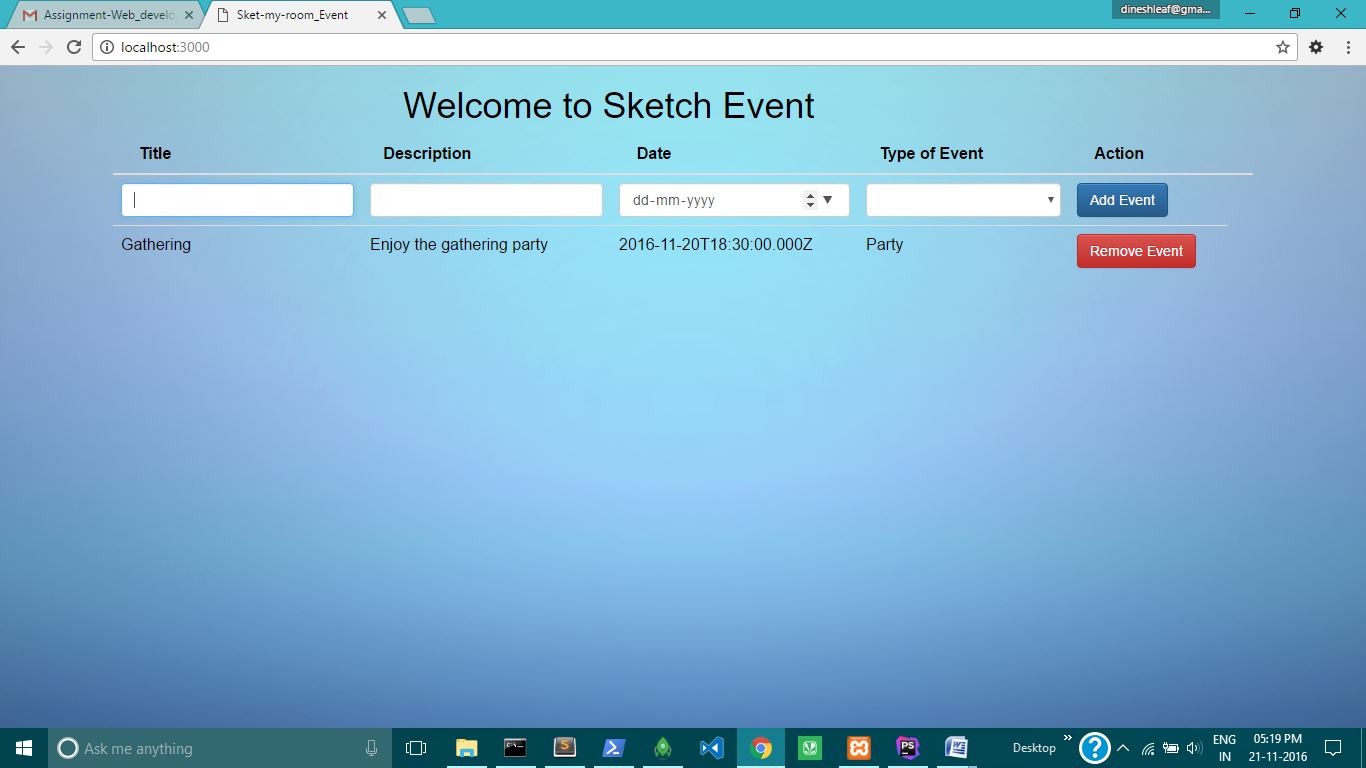 Assignment-Web_develo
Sket-my-room_Event
dineshleaf@gma...
localhost:3000
Welcome to Sketch Event
Title Description Date Type of Event Action
dd-mm-yyyy Add Event
Gathering Enjoy the gathering party 2016-11-20T18:30:00.000Z Party Remove Event
Ask me anything
Desktop
ENG 05:19 PM
IN 21-11-2016